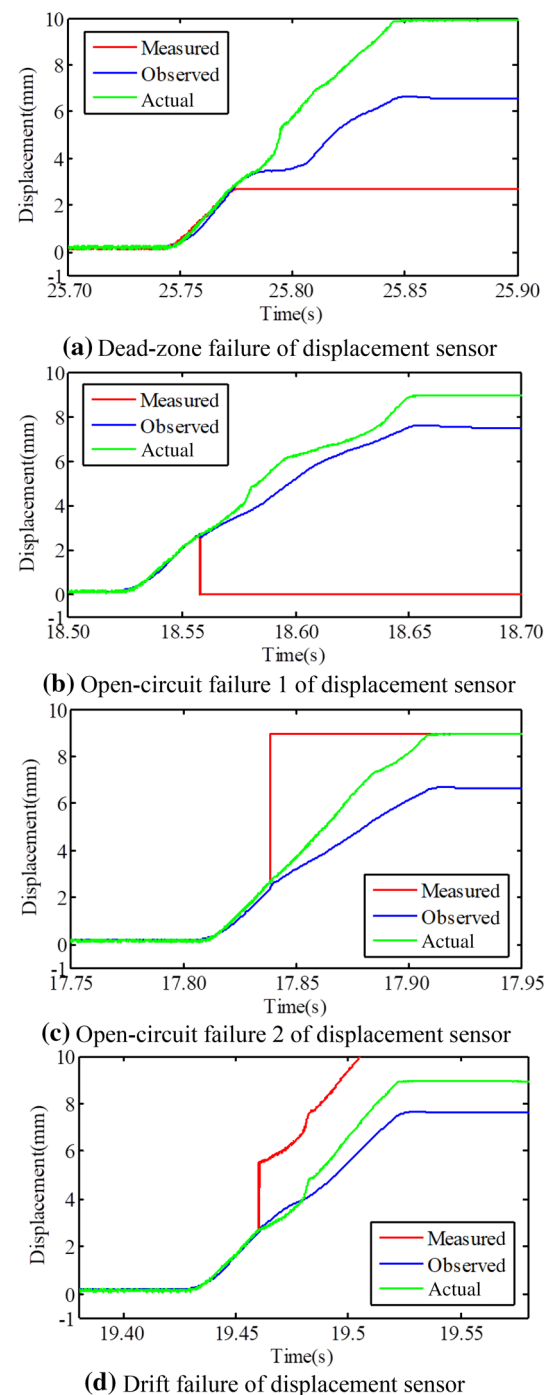 10
8
6
4
2
0
-1
Displacement(mm)
Measured
Observed
Actual
25.70
25.75
25.80
25.85
25.90
Time(s)
(a) Dead-zone failure of displacement sensor
10
8
6
4
2
0
-1
Displacement(mm)
Measured
Observed
Actual
18.50
18.55
18.60
18.65
18.70
Time(s)
(b) Open-circuit failure 1 of displacement sensor
10
8
6
4
2
0
-1
Displacement(mm)
Measured
Observed
Actual
17.75
17.80
17.85
17.90
17.95
Time(s)
(c) Open-circuit failure 2 of displacement sensor
10
8
6
4
2
0
-1
Displacement(mm)
Measured
Observed
Actual
19.40
19.45
19.5
19.55
Time(s)
(d) Drift failure of displacement sensor